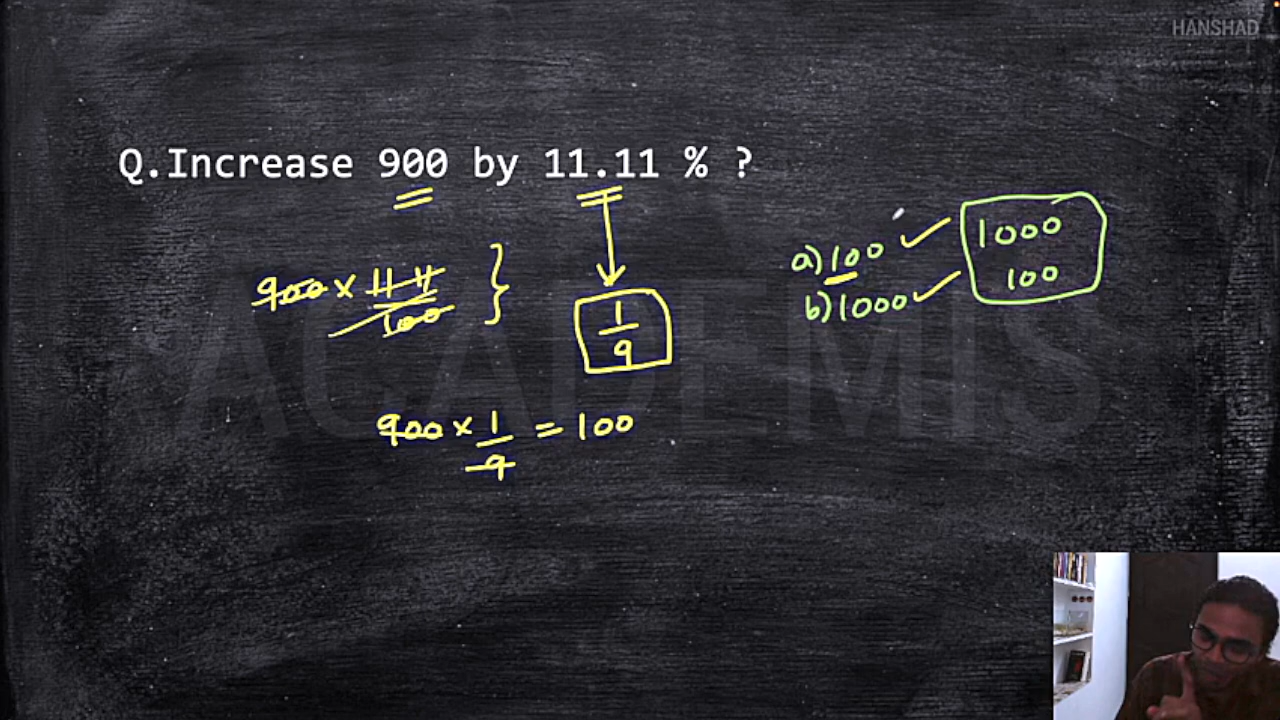 HANSHAD
Q.Increase 900 by 11.11 % ?
900 × 11.11
100
1
9
900 × 1 = 100
9
a) 100
b) 1000
1000
100
ACADEMIS